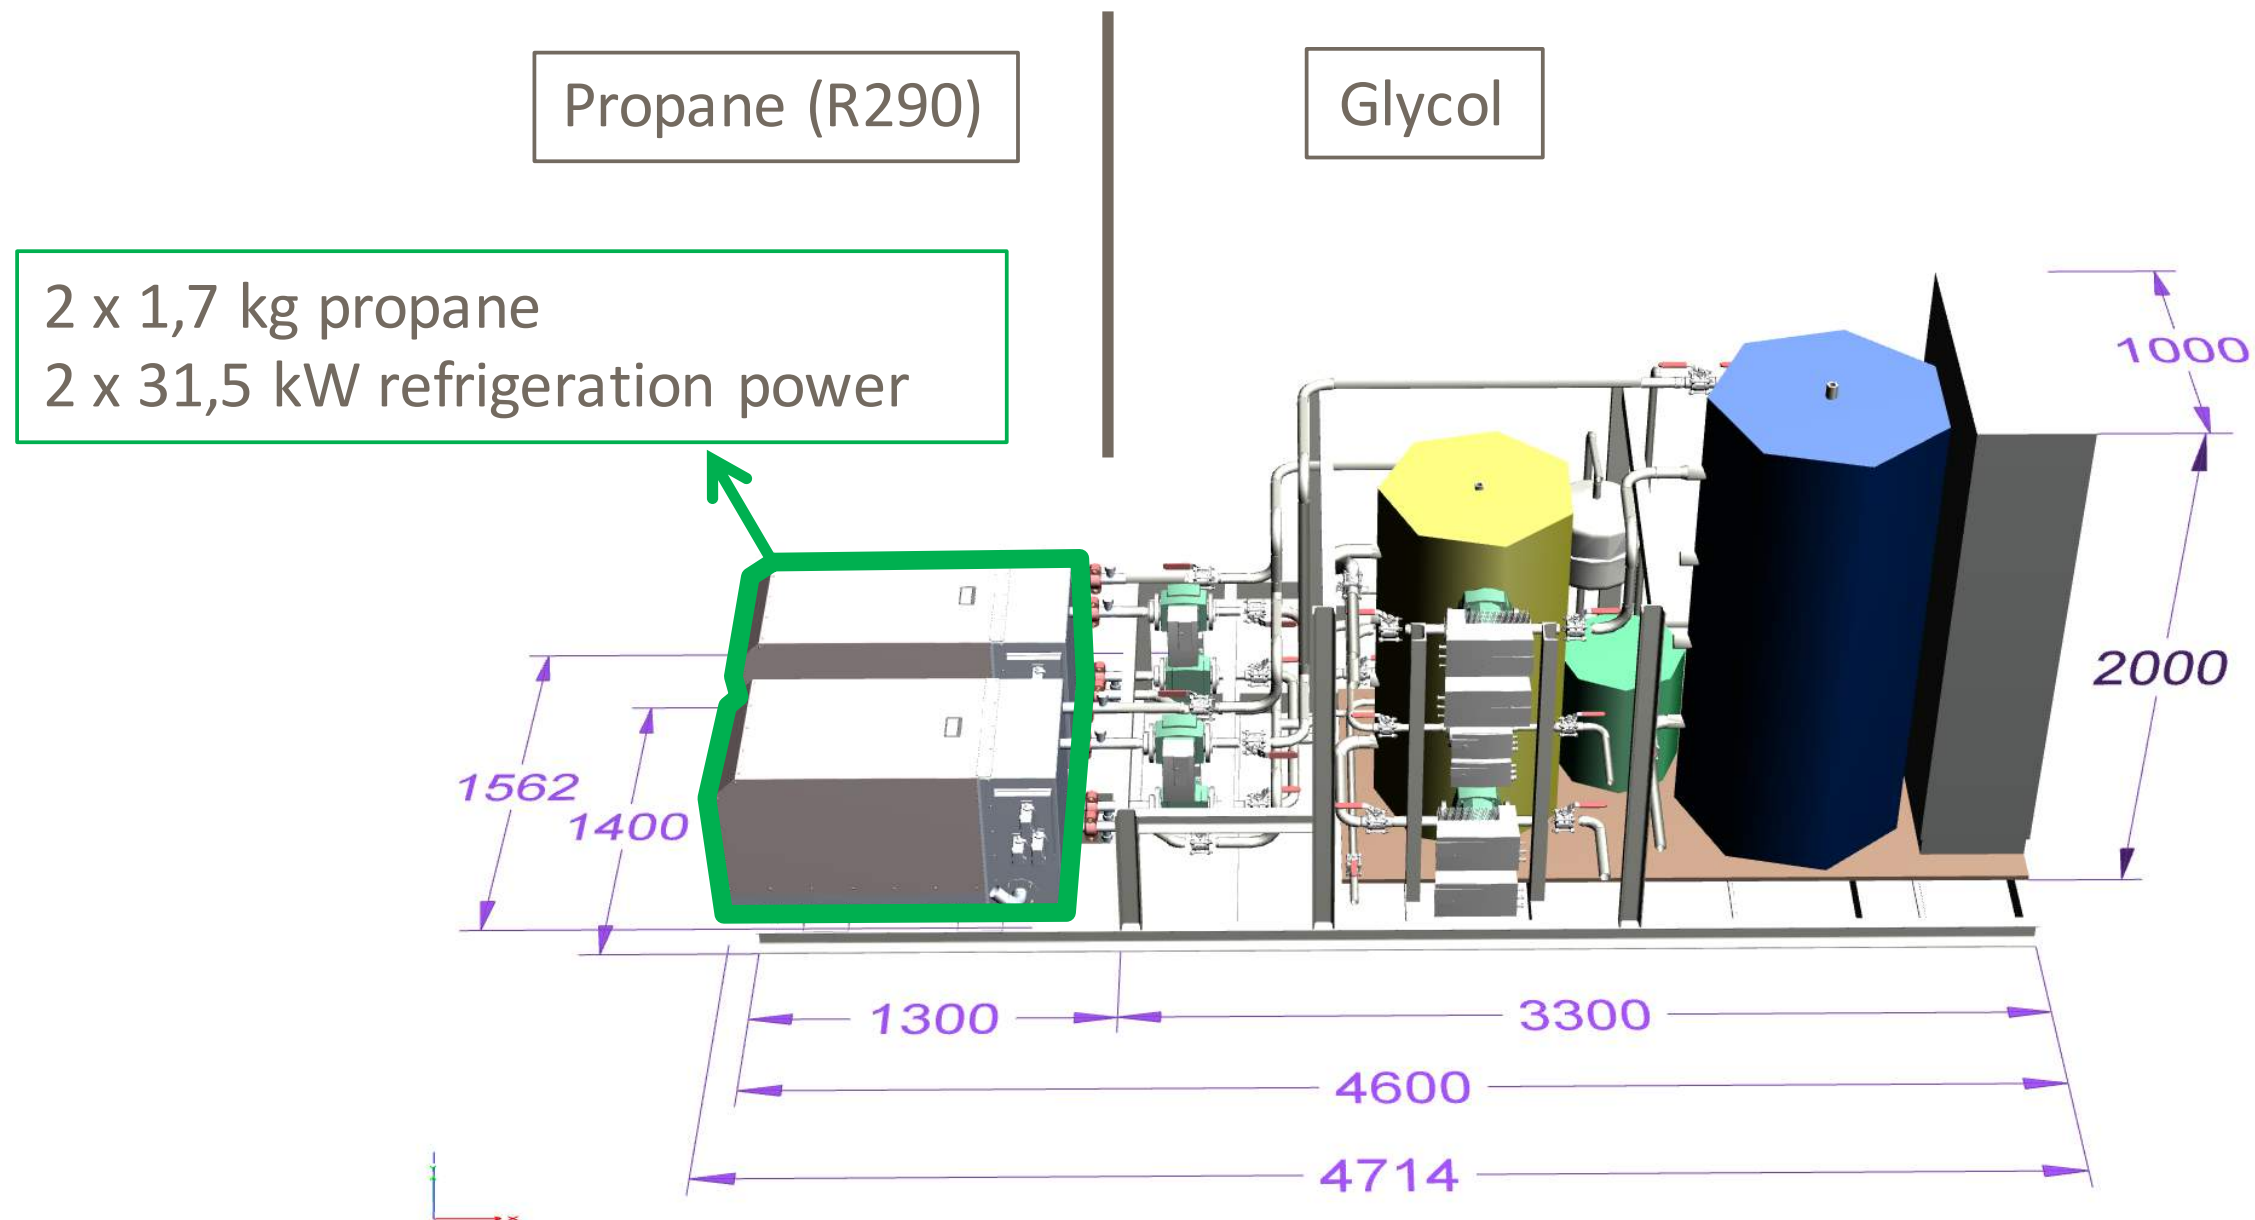 Propane (R290)
Glycol
2 x 1,7 kg propane
2 x 31,5 kW refrigeration power
1000
2000
1562
1400
1300
3300
4600
4714